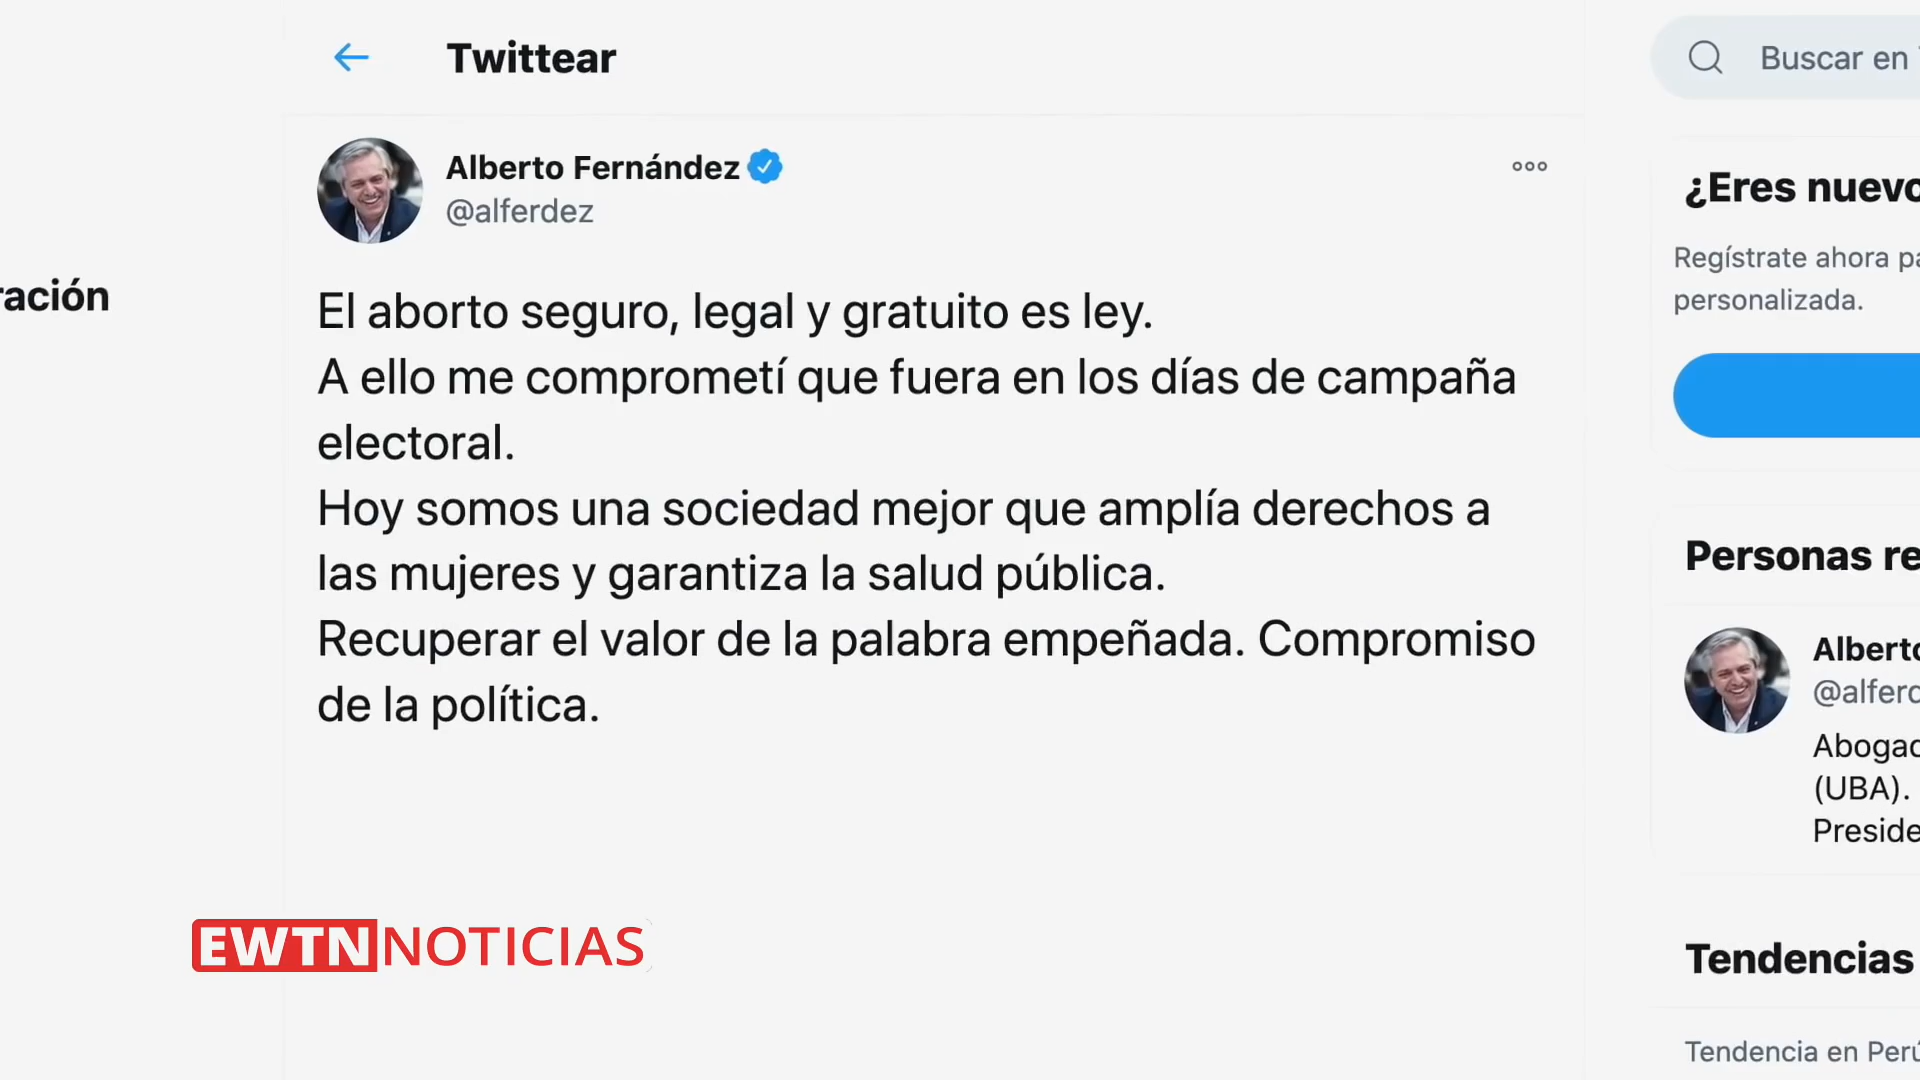 Twittear
Buscar en
Alberto Fernández
@alferdez
¿Eres nuevo
Regístrate ahora
personalizada.
ración
El aborto seguro, legal y gratuito es ley.
A ello me comprometí que fuera en los días de campaña
electoral.
Hoy somos una sociedad mejor que amplía derechos a
las mujeres y garantiza la salud pública.
Recuperar el valor de la palabra empeñada. Compromiso
de la política.
Personas re
Alberto
@alferd
Abogad
(UBA).
Preside
EWTN NOTICIAS
Tendencias
Tendencia en Perú